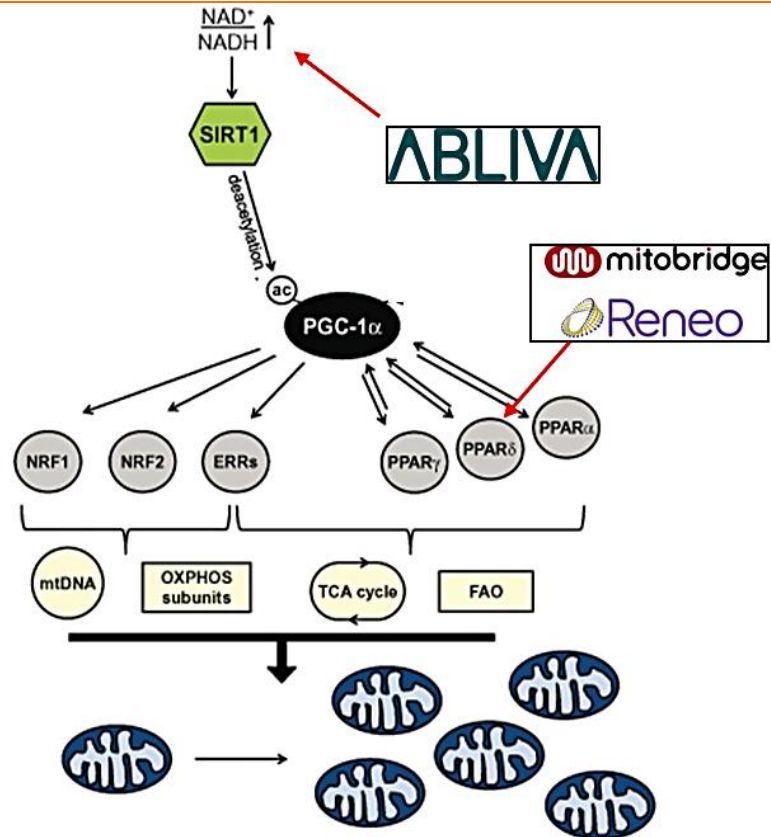 NAD+
NADH
SIRT1
ABLIVA
deacetylation
mitobridge
ac
Reneo
PGC-1α
PPARα
NRF1
NRF2
ERRs
PPARγ
PPARδ
mtDNA
OXPHOS
subunits
TCA cycle
FAO